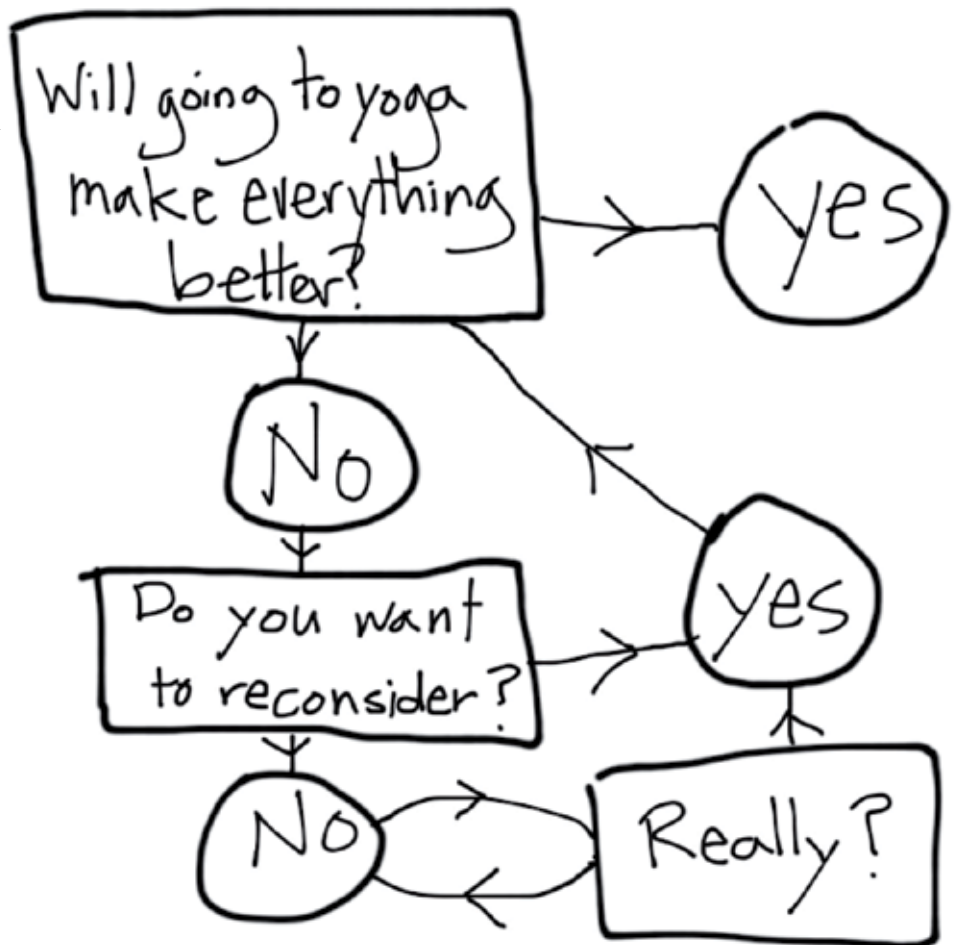 Will going to yoga
make everything
better?
yes
No
Do you want
to reconsider?
yes
No
Really?